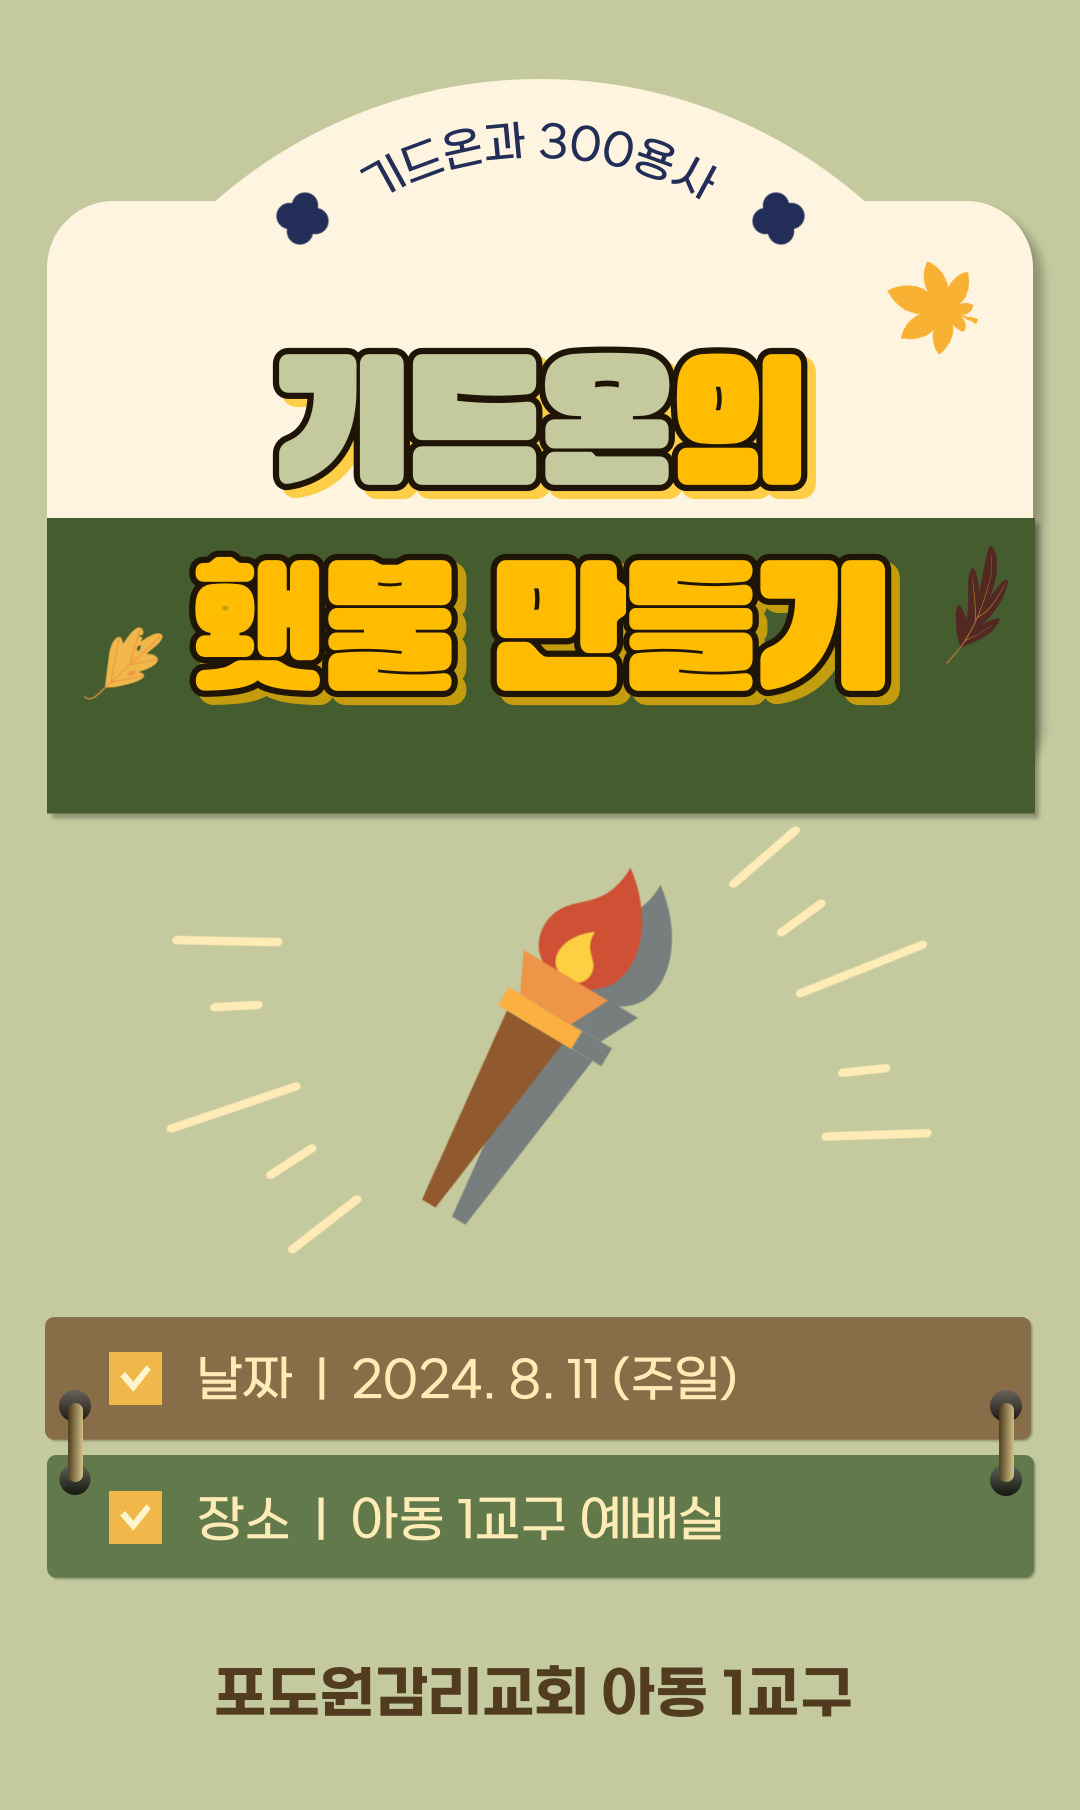 기드온과 300용사
기드온의
횃불 만들기
날짜 | 2024. 8. 11 (주일)
장소 | 아동 1교구 예배실
포도원감리교회 아동 1교구